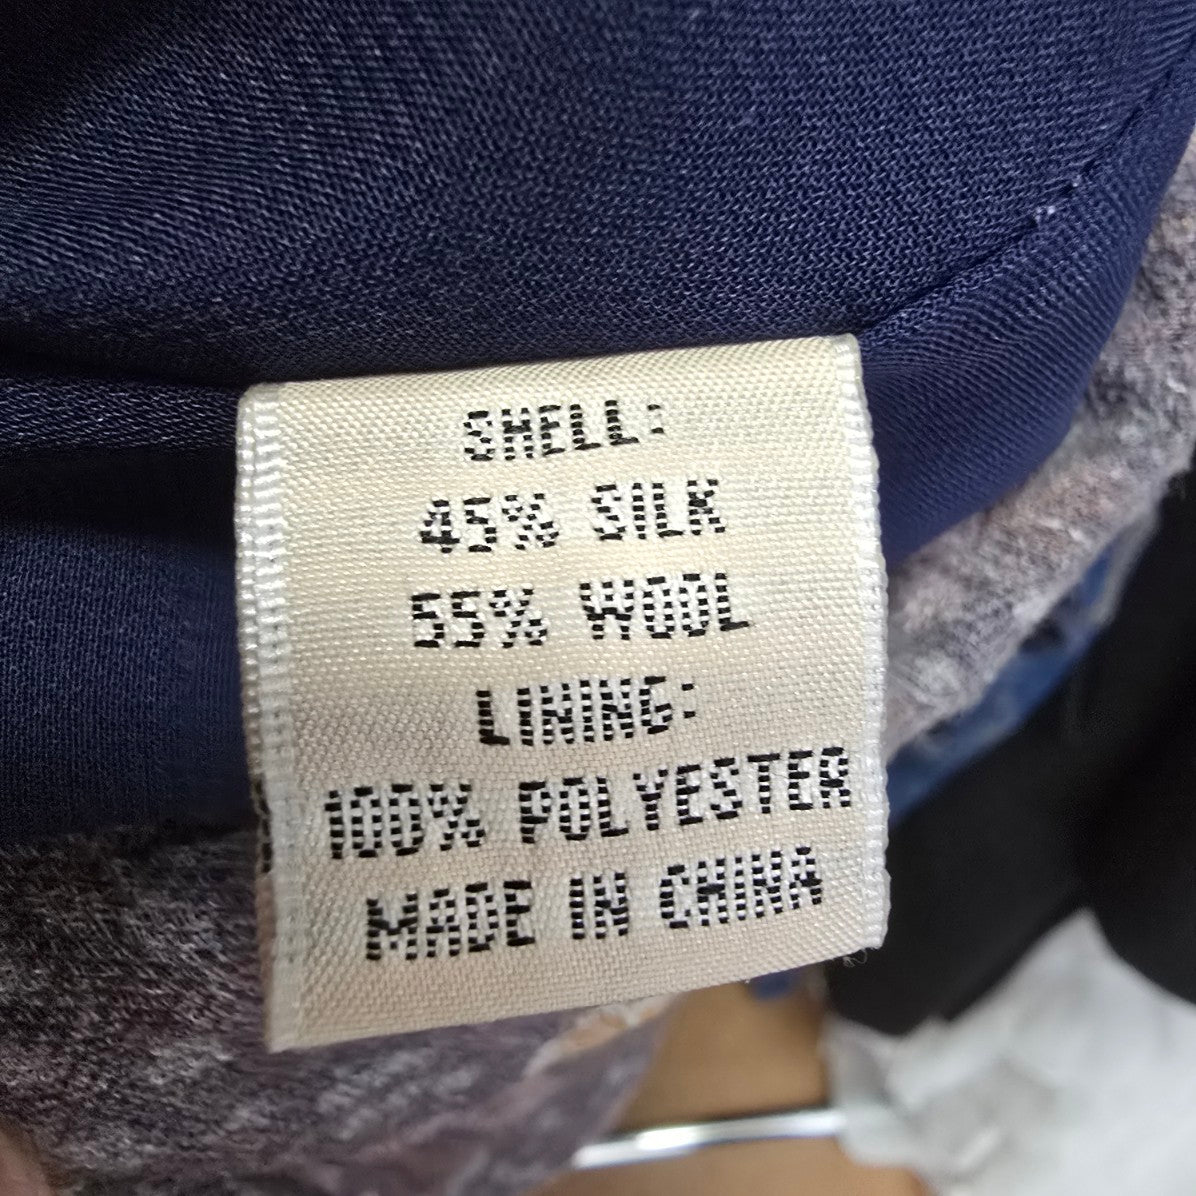 SHELL:
45% SILK
55% WOOL
LINING:
100% POLYESTER
MADE IN CHINA